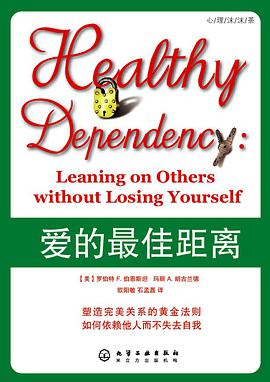 心/理/沫/沫/茶
Healthy
Dependency:
Leaning on Others
without Losing Yourself
爱的最佳距离
【美】罗伯特 F. 伯恩斯坦 玛丽 A. 朗古兰德
欧阳敏 石孟磊 译
塑造完美关系的黄金法则
如何依赖他人而不失去自我
化学工业出版社